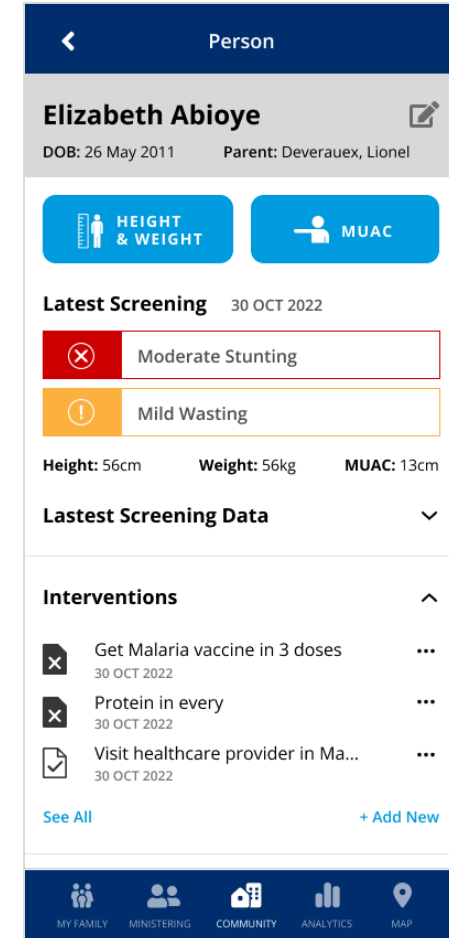 Person
Elizabeth Abioye
DOB: 26 May 2011 Parent: Deverauex, Lionel
HEIGHT
& WEIGHT
MUAC
Latest Screening 30 OCT 2022
Moderate Stunting
Mild Wasting
Height: 56cm Weight: 56kg MUAC: 13cm
Lastest Screening Data
Interventions
Get Malaria vaccine in 3 doses
30 OCT 2022
Protein in every
30 OCT 2022
Visit healthcare provider in Ma...
30 OCT 2022
See All + Add New
MY FAMILY MINISTERING COMMUNITY ANALYTICS MAP